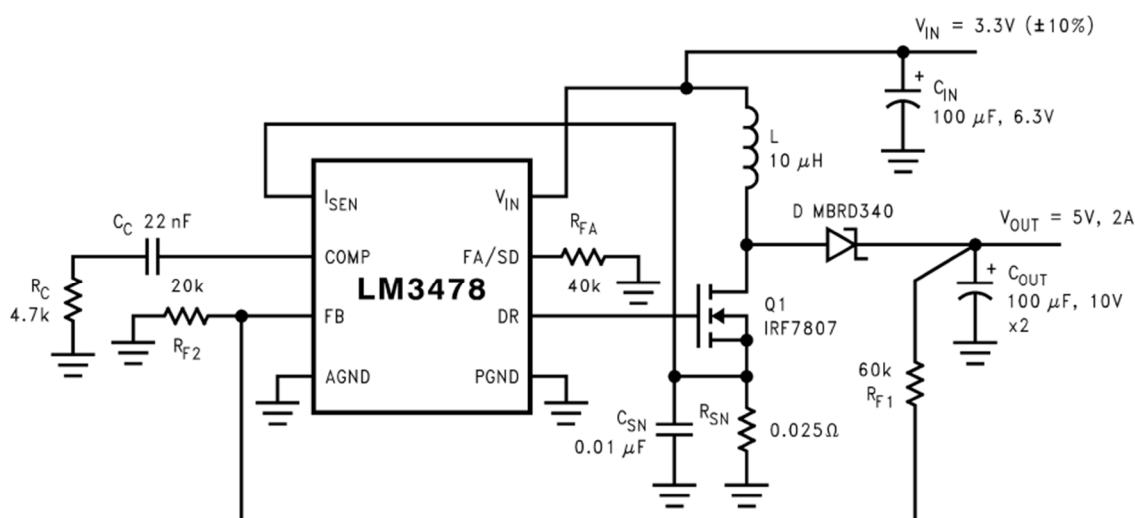 V_IN = 3.3V (±10%)
+
C_IN
100 μF, 6.3V
L
10 μH
I_SEN
V_IN
C_C 22 nF
R_FA
D MBRD340
V_OUT = 5V, 2A
COMP
FA/SD
LM3478
R_C
4.7k
20k
40k
+
C_OUT
100 μF, 10V
x2
Q1
IRF7807
FB
DR
R_F2
60k
R_F1
AGND
PGND
C_SN
0.01 μF
R_SN
0.025Ω